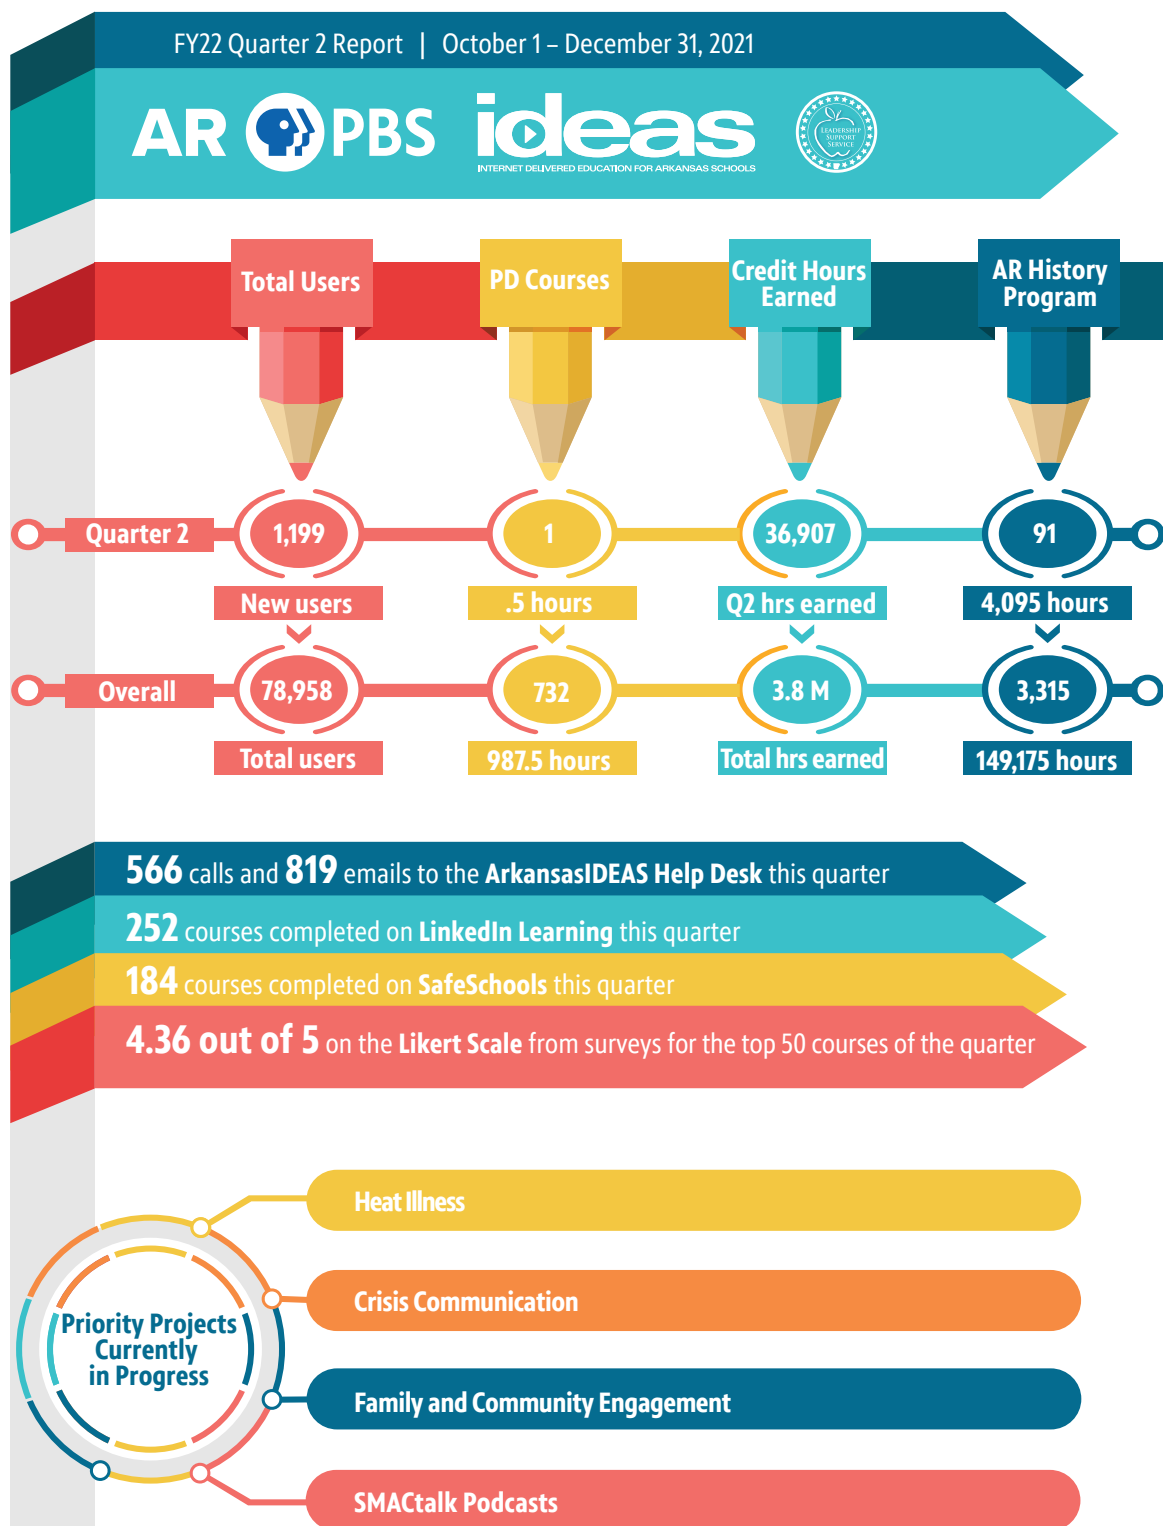 FY22 Quarter 2 Report | October 1 – December 31, 2021
AR PBS
ideas
INTERNET DELIVERED EDUCATION FOR ARKANSAS SCHOOLS
LEADERSHIP
SUPPORT
SERVICE
Total Users
PD Courses
Credit Hours
Earned
AR History
Program
Quarter 2
1,199
1
36,907
91
New users
.5 hours
Q2 hrs earned
4,095 hours
Overall
78,958
732
3.8 M
3,315
Total users
987.5 hours
Total hrs earned
149,175 hours
566 calls and 819 emails to the ArkansasIDEAS Help Desk this quarter
252 courses completed on LinkedIn Learning this quarter
184 courses completed on SafeSchools this quarter
4.36 out of 5 on the Likert Scale from surveys for the top 50 courses of the quarter
Priority Projects
Currently
in Progress
Heat Illness
Crisis Communication
Family and Community Engagement
SMACtalk Podcasts